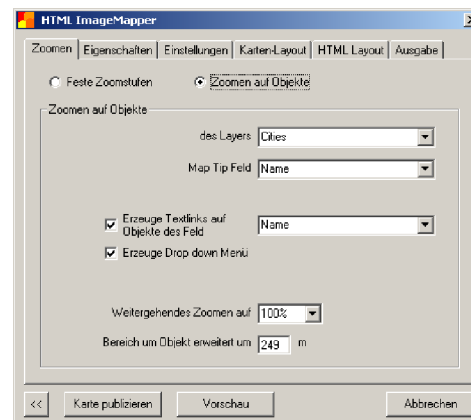 HTML ImageMapper
Zoomen Eigenschaften Einstellungen Karten-Layout HTML Layout Ausgabe
Feste Zoomstufen Zoomen auf Objekte
Zoomen auf Objekte
des Layers Cities
Map Tip Feld Name
Erzeuge Textlinks auf
Objekte des Feld Name
Erzeuge Drop down Menü
Weitergehendes Zoomen auf 100%
Bereich um Objekt erweitert um 249 m
<< Karte publizieren Vorschau Abbrechen